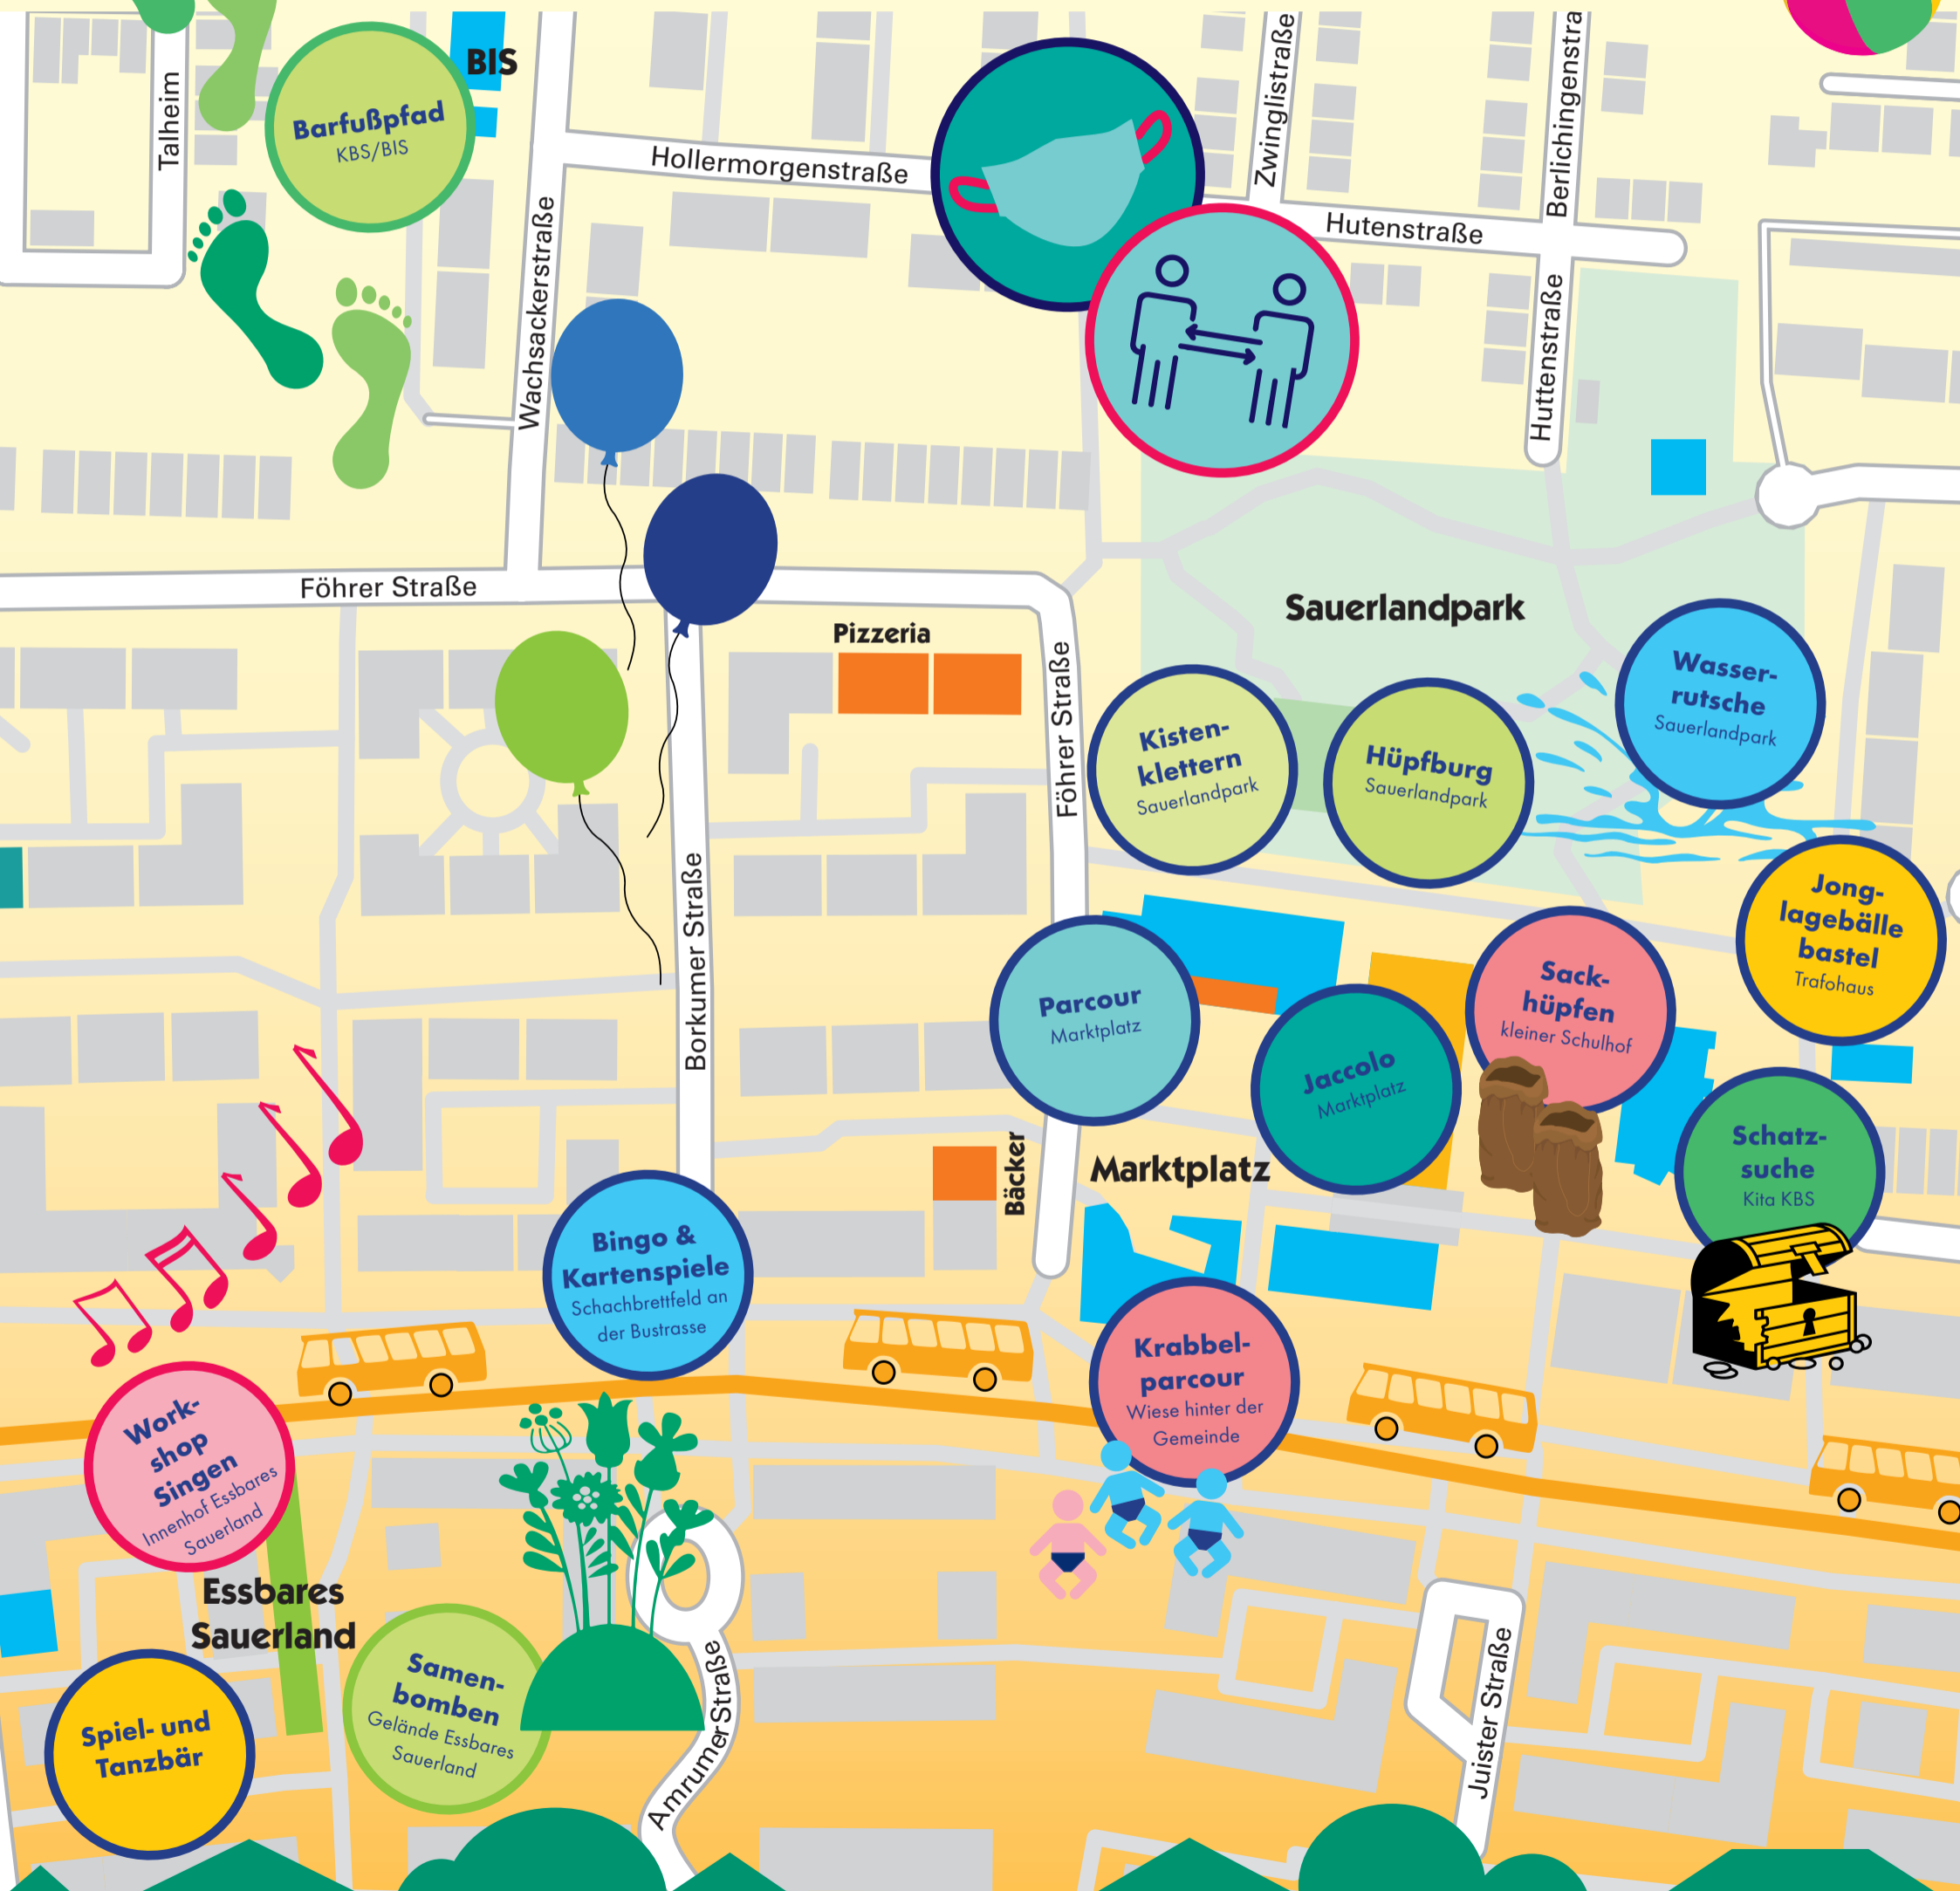 BIS
Talheim
Barfußpfad
KBS/BIS
Wachsackerstraße
Hollermorgenstraße
Zwinglistraße
Berlichingenstra
Hutenstraße
Huttenstraße
Föhrer Straße
Pizzeria
Föhrer Straße
Sauerlandpark
Wasser-
rutsche
Sauerlandpark
Kisten-
klettern
Sauerlandpark
Hüpfburg
Sauerlandpark
Jong-
lagebälle
bastel
Trafohaus
Borkumer Straße
Parcour
Marktplatz
Jaccolo
Marktplatz
Sack-
hüpfen
kleiner Schulhof
Schatz-
suche
Kita KBS
Bäcker
Marktplatz
Bingo &
Kartenspiele
Schachbrettfeld an
der Bustrasse
Krabbel-
parcour
Wiese hinter der
Gemeinde
Work-
shop
Singen
Innenhof Essbares
Sauerland
Essbares
Sauerland
Samen-
bomben
Gelände Essbares
Sauerland
Spiel- und
Tanzbär
Amrumer Straße
Juister Straße